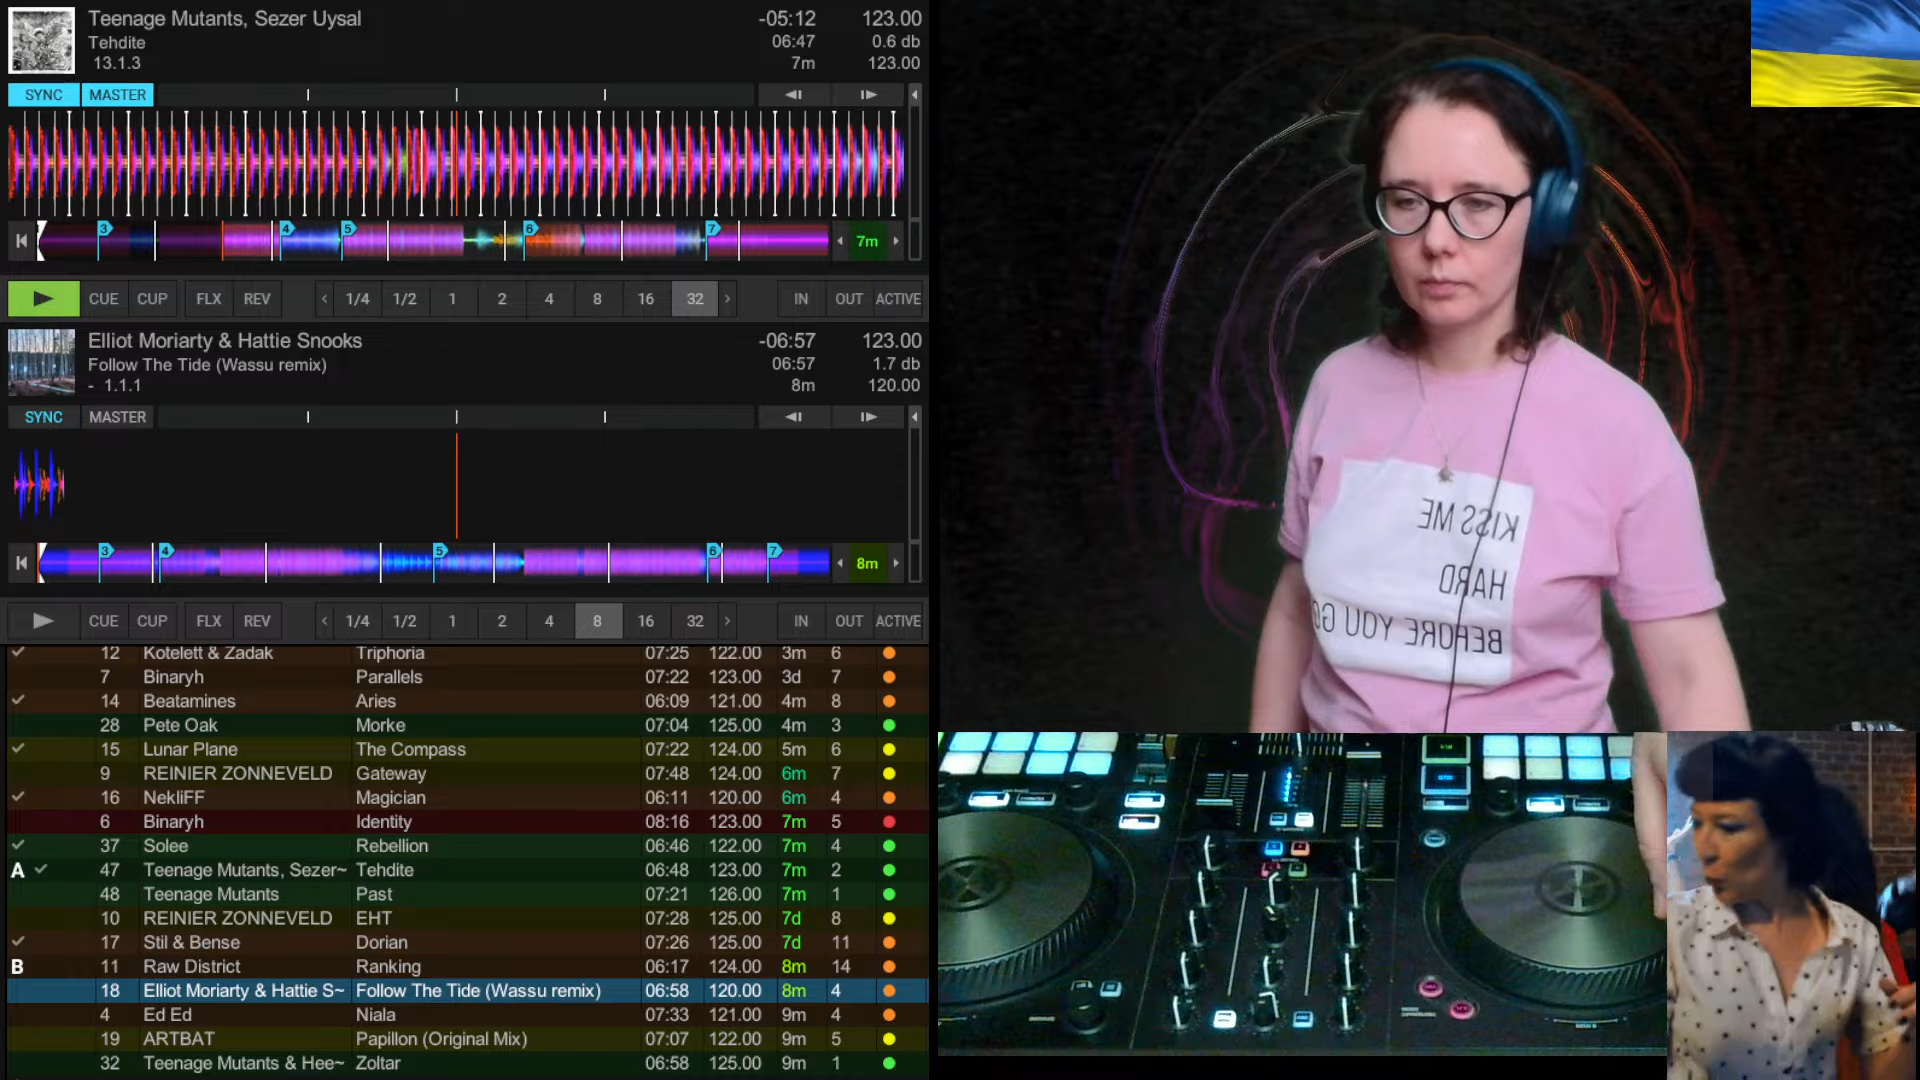 Teenage Mutants, Sezer Uysal -05:12 123.00
Tehdite 06:47 0.6 db
13.1.3 7m 123.00
SYNC MASTER
3 4 5 6 7 7m
CUE CUP FLX REV 1/4 1/2 1 2 4 8 16 32 IN OUT ACTIVE
Elliot Moriarty & Hattie Snooks -06:57 123.00
Follow The Tide (Wassu remix) 06:57 1.7 db
- 1.1.1 8m 120.00
SYNC MASTER
3 4 5 6 7 8m
CUE CUP FLX REV 1/4 1/2 1 2 4 8 16 32 IN OUT ACTIVE
12 Kotelett & Zadak Triphoria 07:25 122.00 3m 6
7 Binaryh Parallels 07:22 123.00 3d 7
14 Beatamines Aries 06:09 121.00 4m 8
28 Pete Oak Morke 07:04 125.00 4m 3
15 Lunar Plane The Compass 07:22 124.00 5m 6
9 REINIER ZONNEVELD Gateway 07:48 124.00 6m 7
16 NekliFF Magician 06:11 120.00 6m 4
6 Binaryh Identity 08:16 123.00 7m 5
37 Solee Rebellion 06:46 122.00 7m 4
A 47 Teenage Mutants, Sezer~ Tehdite 06:48 123.00 7m 2
48 Teenage Mutants Past 07:21 126.00 7m 1
10 REINIER ZONNEVELD EHT 07:28 125.00 7d 8
17 Stil & Bense Dorian 07:26 125.00 7d 11
B 11 Raw District Ranking 06:17 124.00 8m 14
18 Elliot Moriarty & Hattie S~ Follow The Tide (Wassu remix) 06:58 120.00 8m 4
4 Ed Ed Niala 07:33 121.00 9m 4
19 ARTBAT Papillon (Original Mix) 07:07 122.00 9m 5
32 Teenage Mutants & Hee~ Zoltar 06:58 125.00 9m 1
KISS ME
HARD
BEFORE YOU GO